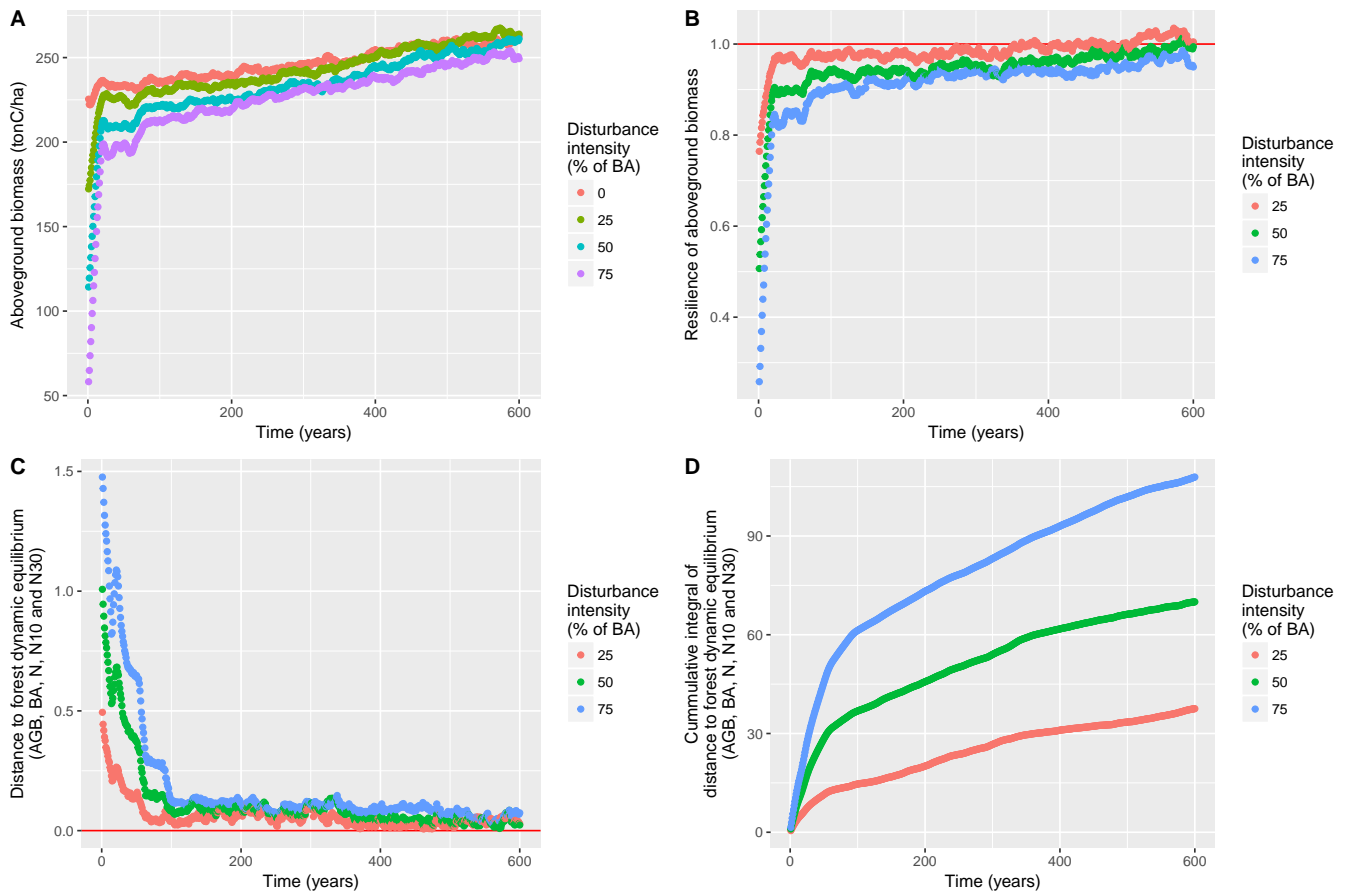 A
Aboveground biomass (tonC/ha)
250
200
150
100
50
0
200
400
600
Time (years)
Disturbance
intensity
(% of BA)
0
25
50
75
B
Resilience of aboveground biomass
1.0
0.8
0.6
0.4
0
200
400
600
Time (years)
Disturbance
intensity
(% of BA)
25
50
75
C
Distance to forest dynamic equilibrium
(AGB, BA, N, N10 and N30)
1.5
1.0
0.5
0.0
0
200
400
600
Time (years)
Disturbance
intensity
(% of BA)
25
50
75
D
Cummulative integral of
distance to forest dynamic equilibrium
(AGB, BA, N, N10 and N30)
90
60
30
0
0
200
400
600
Time (years)
Disturbance
intensity
(% of BA)
25
50
75